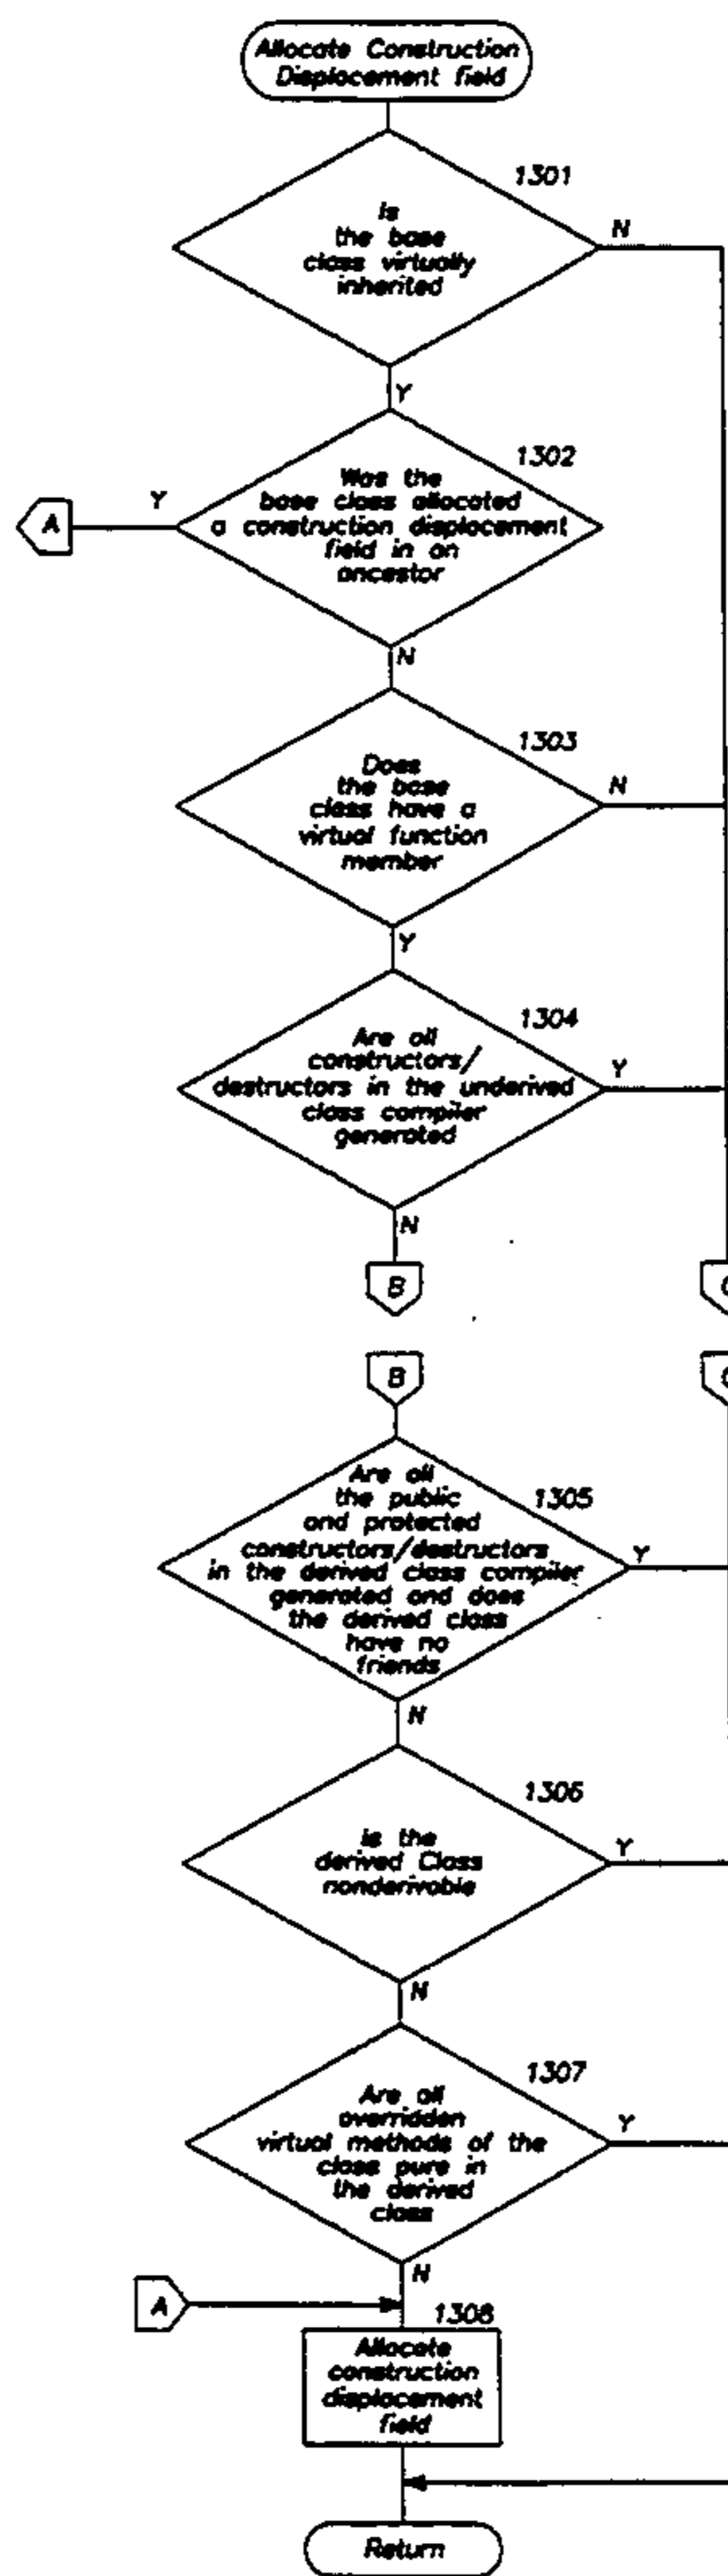 Allocate Construction
Displacement field
1301
Is
the base
class virtually
inherited
N
Y
1302
Was the
base class allocated
a construction displacement
field in an
ancestor
Y
A
N
1303
Does
the base
class have a
virtual function
member
N
Y
1304
Are all
constructors/
destructors in the underived
class compiler
generated
Y
N
B
C
B
C
1305
Are all
the public
and protected
constructors/destructors
in the derived class compiler
generated and does
the derived class
have no
friends
Y
N
1306
Is the
derived Class
nonderivable
Y
N
1307
Are all
overridden
virtual methods of the
class pure in
the derived
class
Y
N
A
1308
Allocate
construction
displacement
field
Return